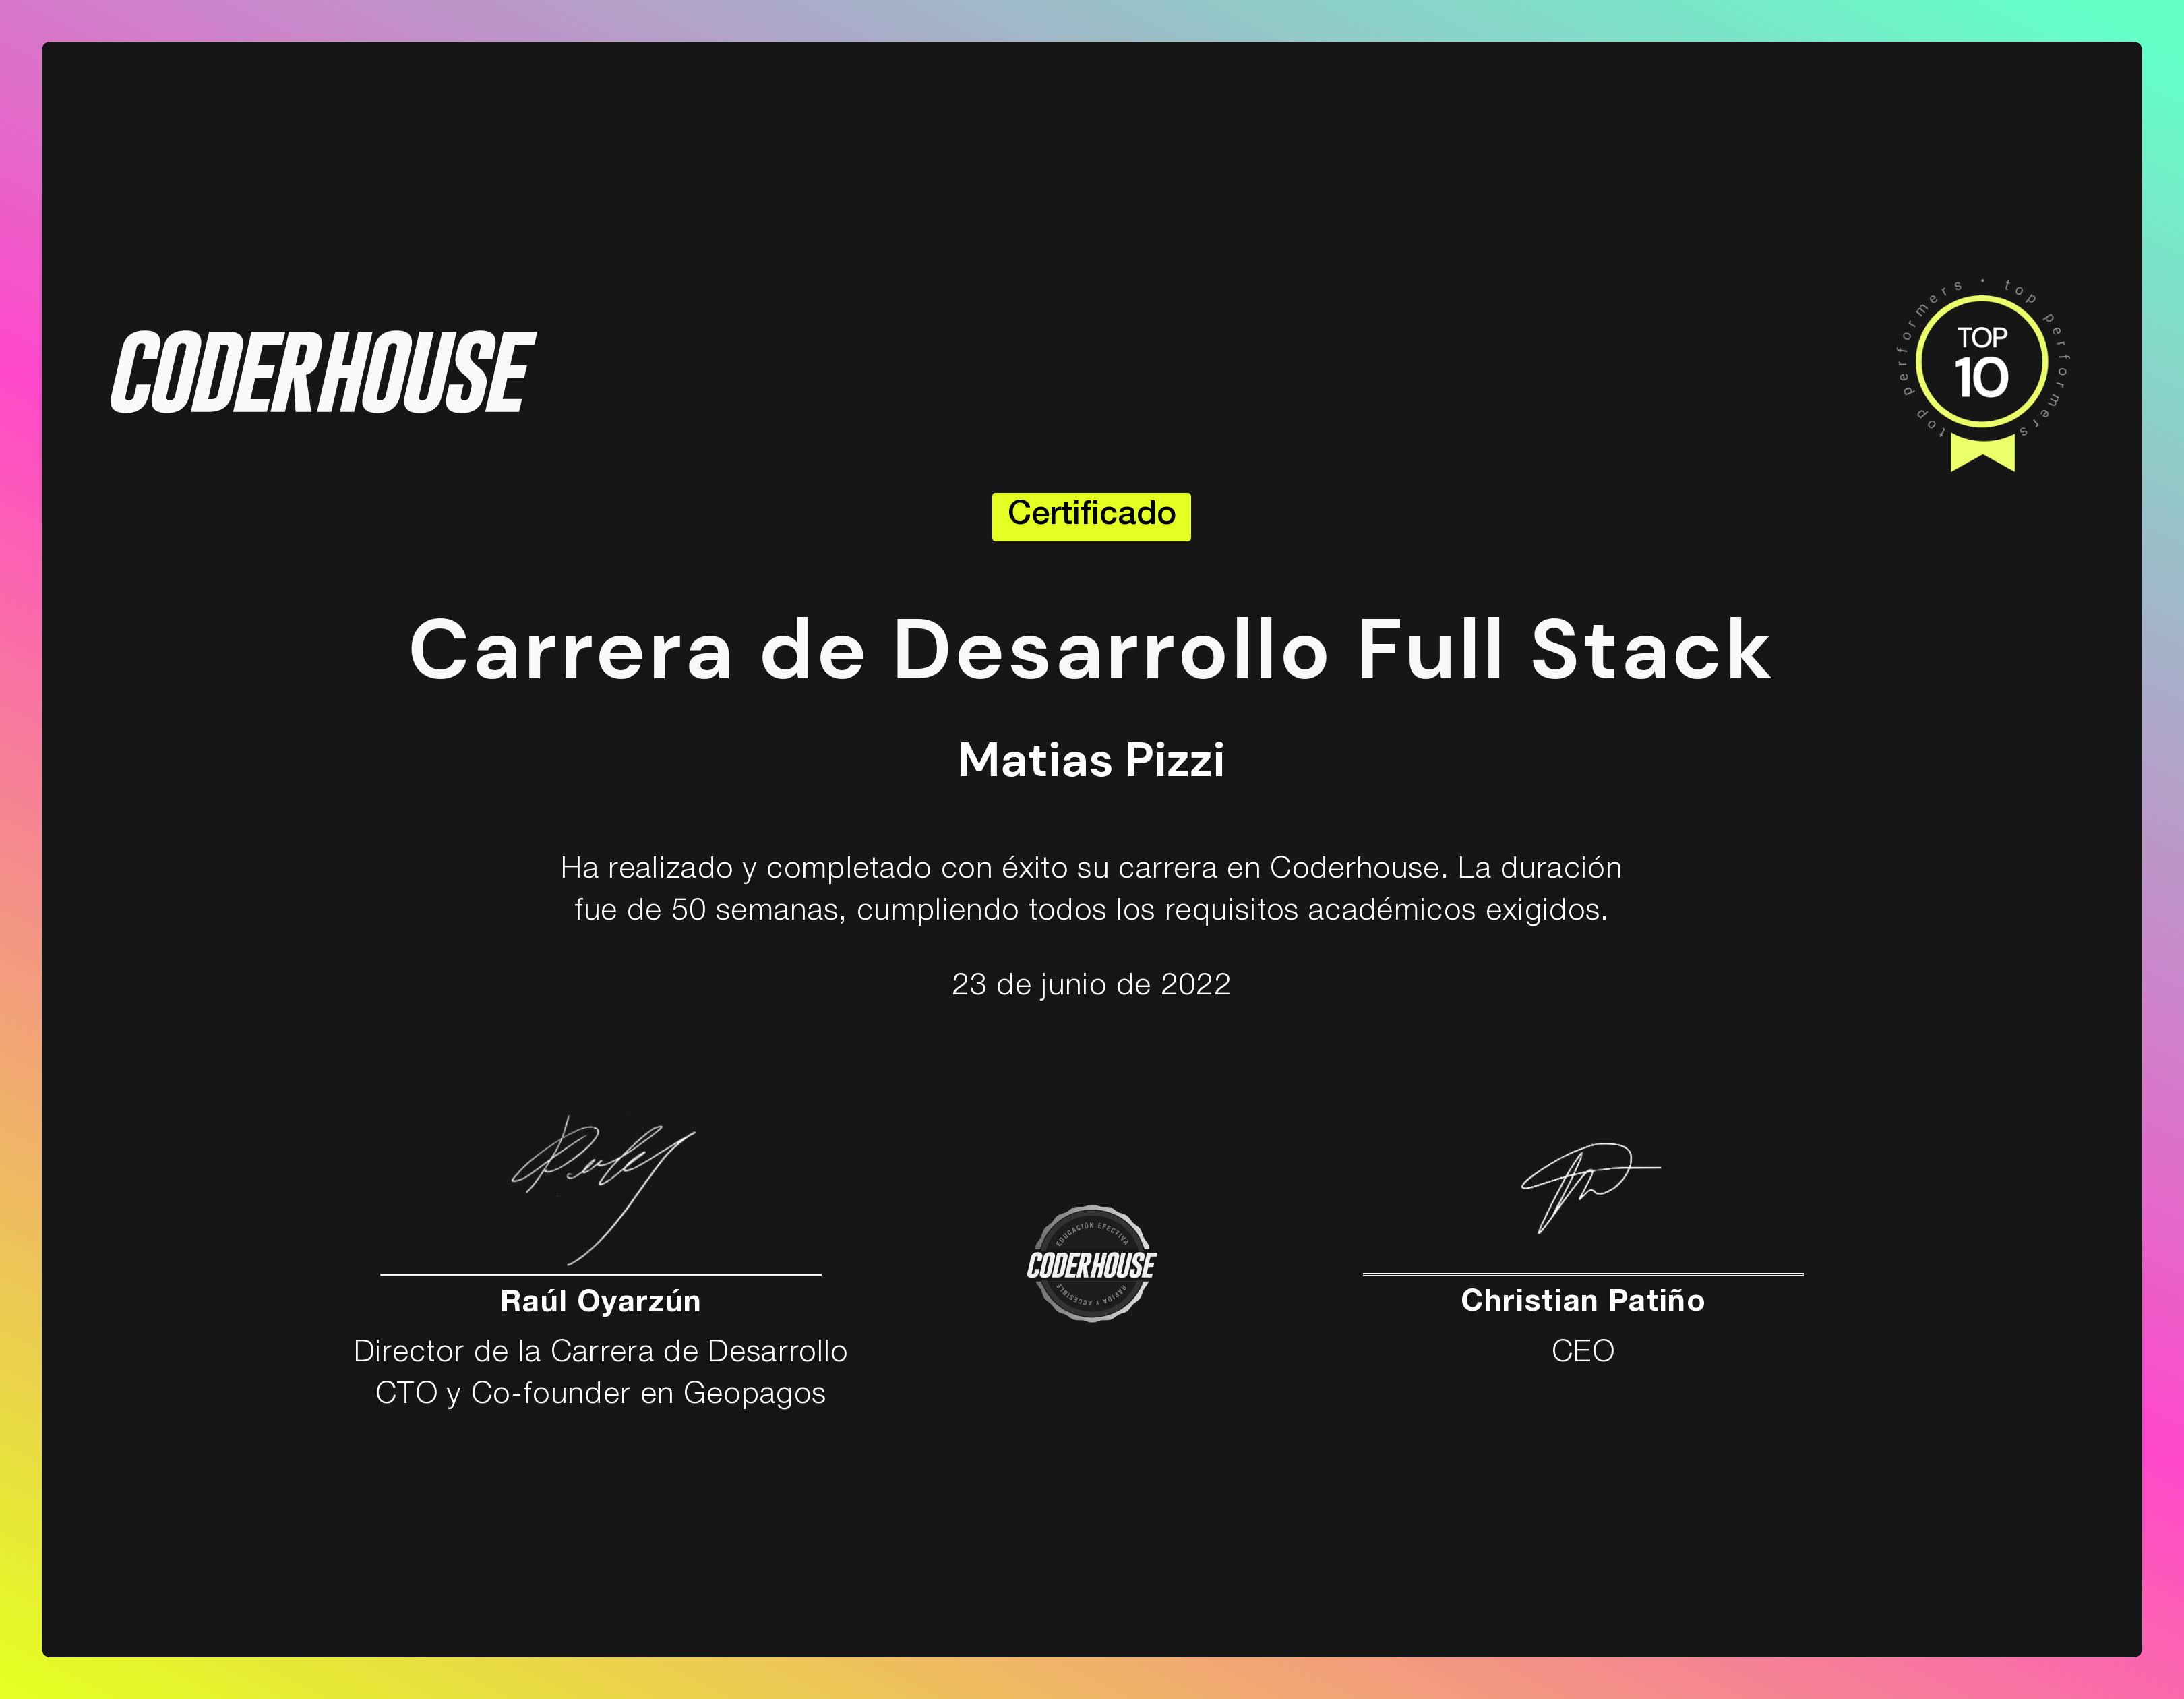 CODERHOUSE
top performers • top performers
TOP
10
Certificado
Carrera de Desarrollo Full Stack
Matias Pizzi
Ha realizado y completado con éxito su carrera en Coderhouse. La duración
fue de 50 semanas, cumpliendo todos los requisitos académicos exigidos.
23 de junio de 2022
EDUCACIÓN EFECTIVA
CODERHOUSE
RÁPIDA Y ACCESIBLE
Raúl Oyarzún
Director de la Carrera de Desarrollo
CTO y Co-founder en Geopagos
Christian Patiño
CEO